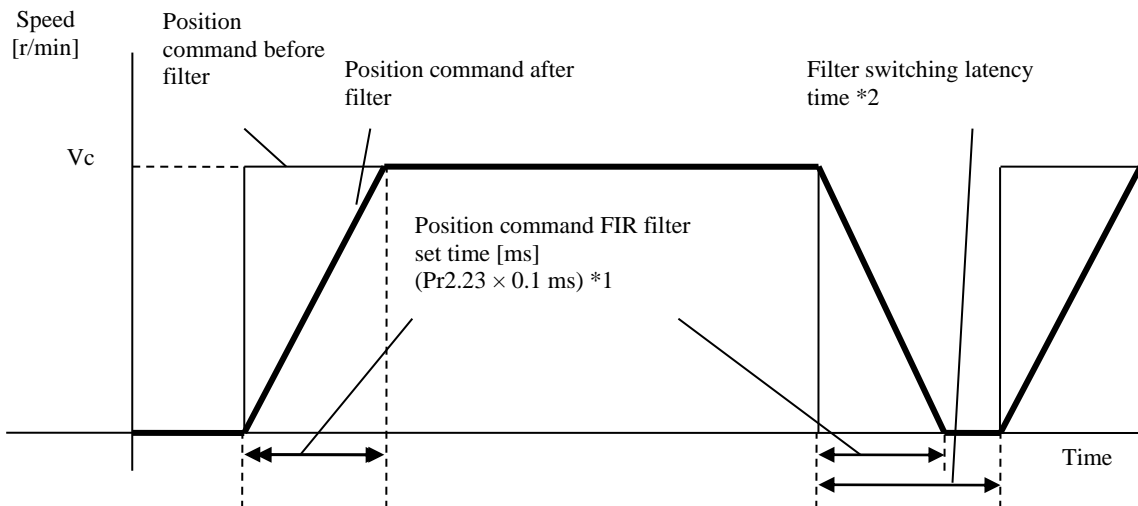 Speed
[r/min]
Position
command before
filter
Position command after
filter
Filter switching latency
time *2
Vc
Position command FIR filter
set time [ms]
(Pr2.23 × 0.1 ms) *1
Time